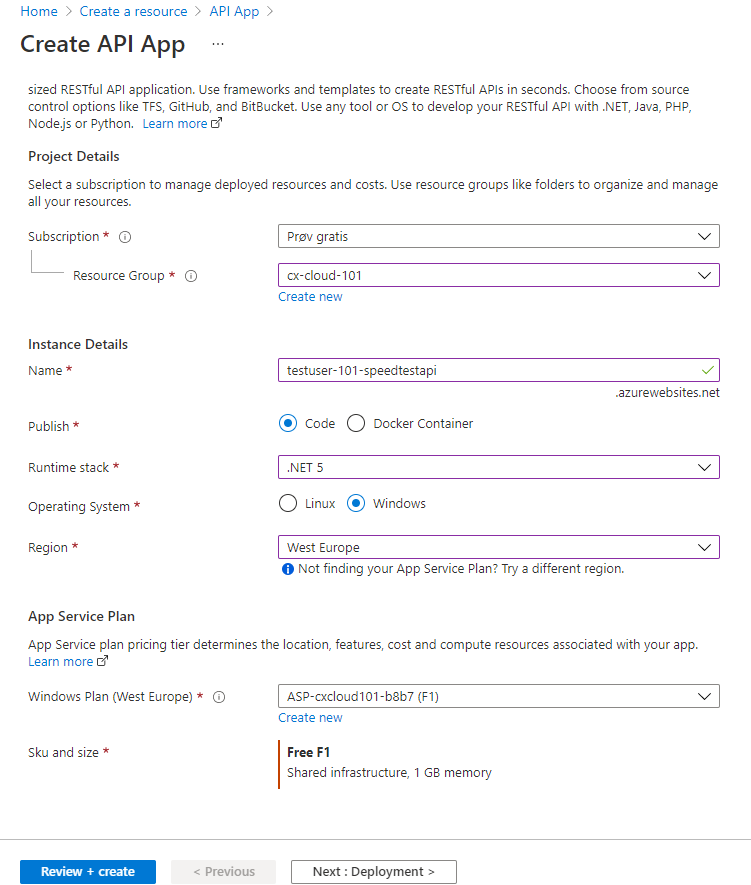 Home > Create a resource > API App >
Create API App ...
sized RESTful API application. Use frameworks and templates to create RESTful APIs in seconds. Choose from source
control options like TFS, GitHub, and BitBucket. Use any tool or OS to develop your RESTful API with .NET, Java, PHP,
Node.js or Python. Learn more
Project Details
Select a subscription to manage deployed resources and costs. Use resource groups like folders to organize and manage
all your resources.
Subscription * Prøv gratis
Resource Group * cx-cloud-101
Create new
Instance Details
Name * testuser-101-speedtestapi
.azurewebsites.net
Publish * Code Docker Container
Runtime stack * .NET 5
Operating System * Linux Windows
Region * West Europe
Not finding your App Service Plan? Try a different region.
App Service Plan
App Service plan pricing tier determines the location, features, cost and compute resources associated with your app.
Learn more
Windows Plan (West Europe) * ASP-cxcloud101-b8b7 (F1)
Create new
Sku and size * Free F1
Shared infrastructure, 1 GB memory
Review + create < Previous Next : Deployment >